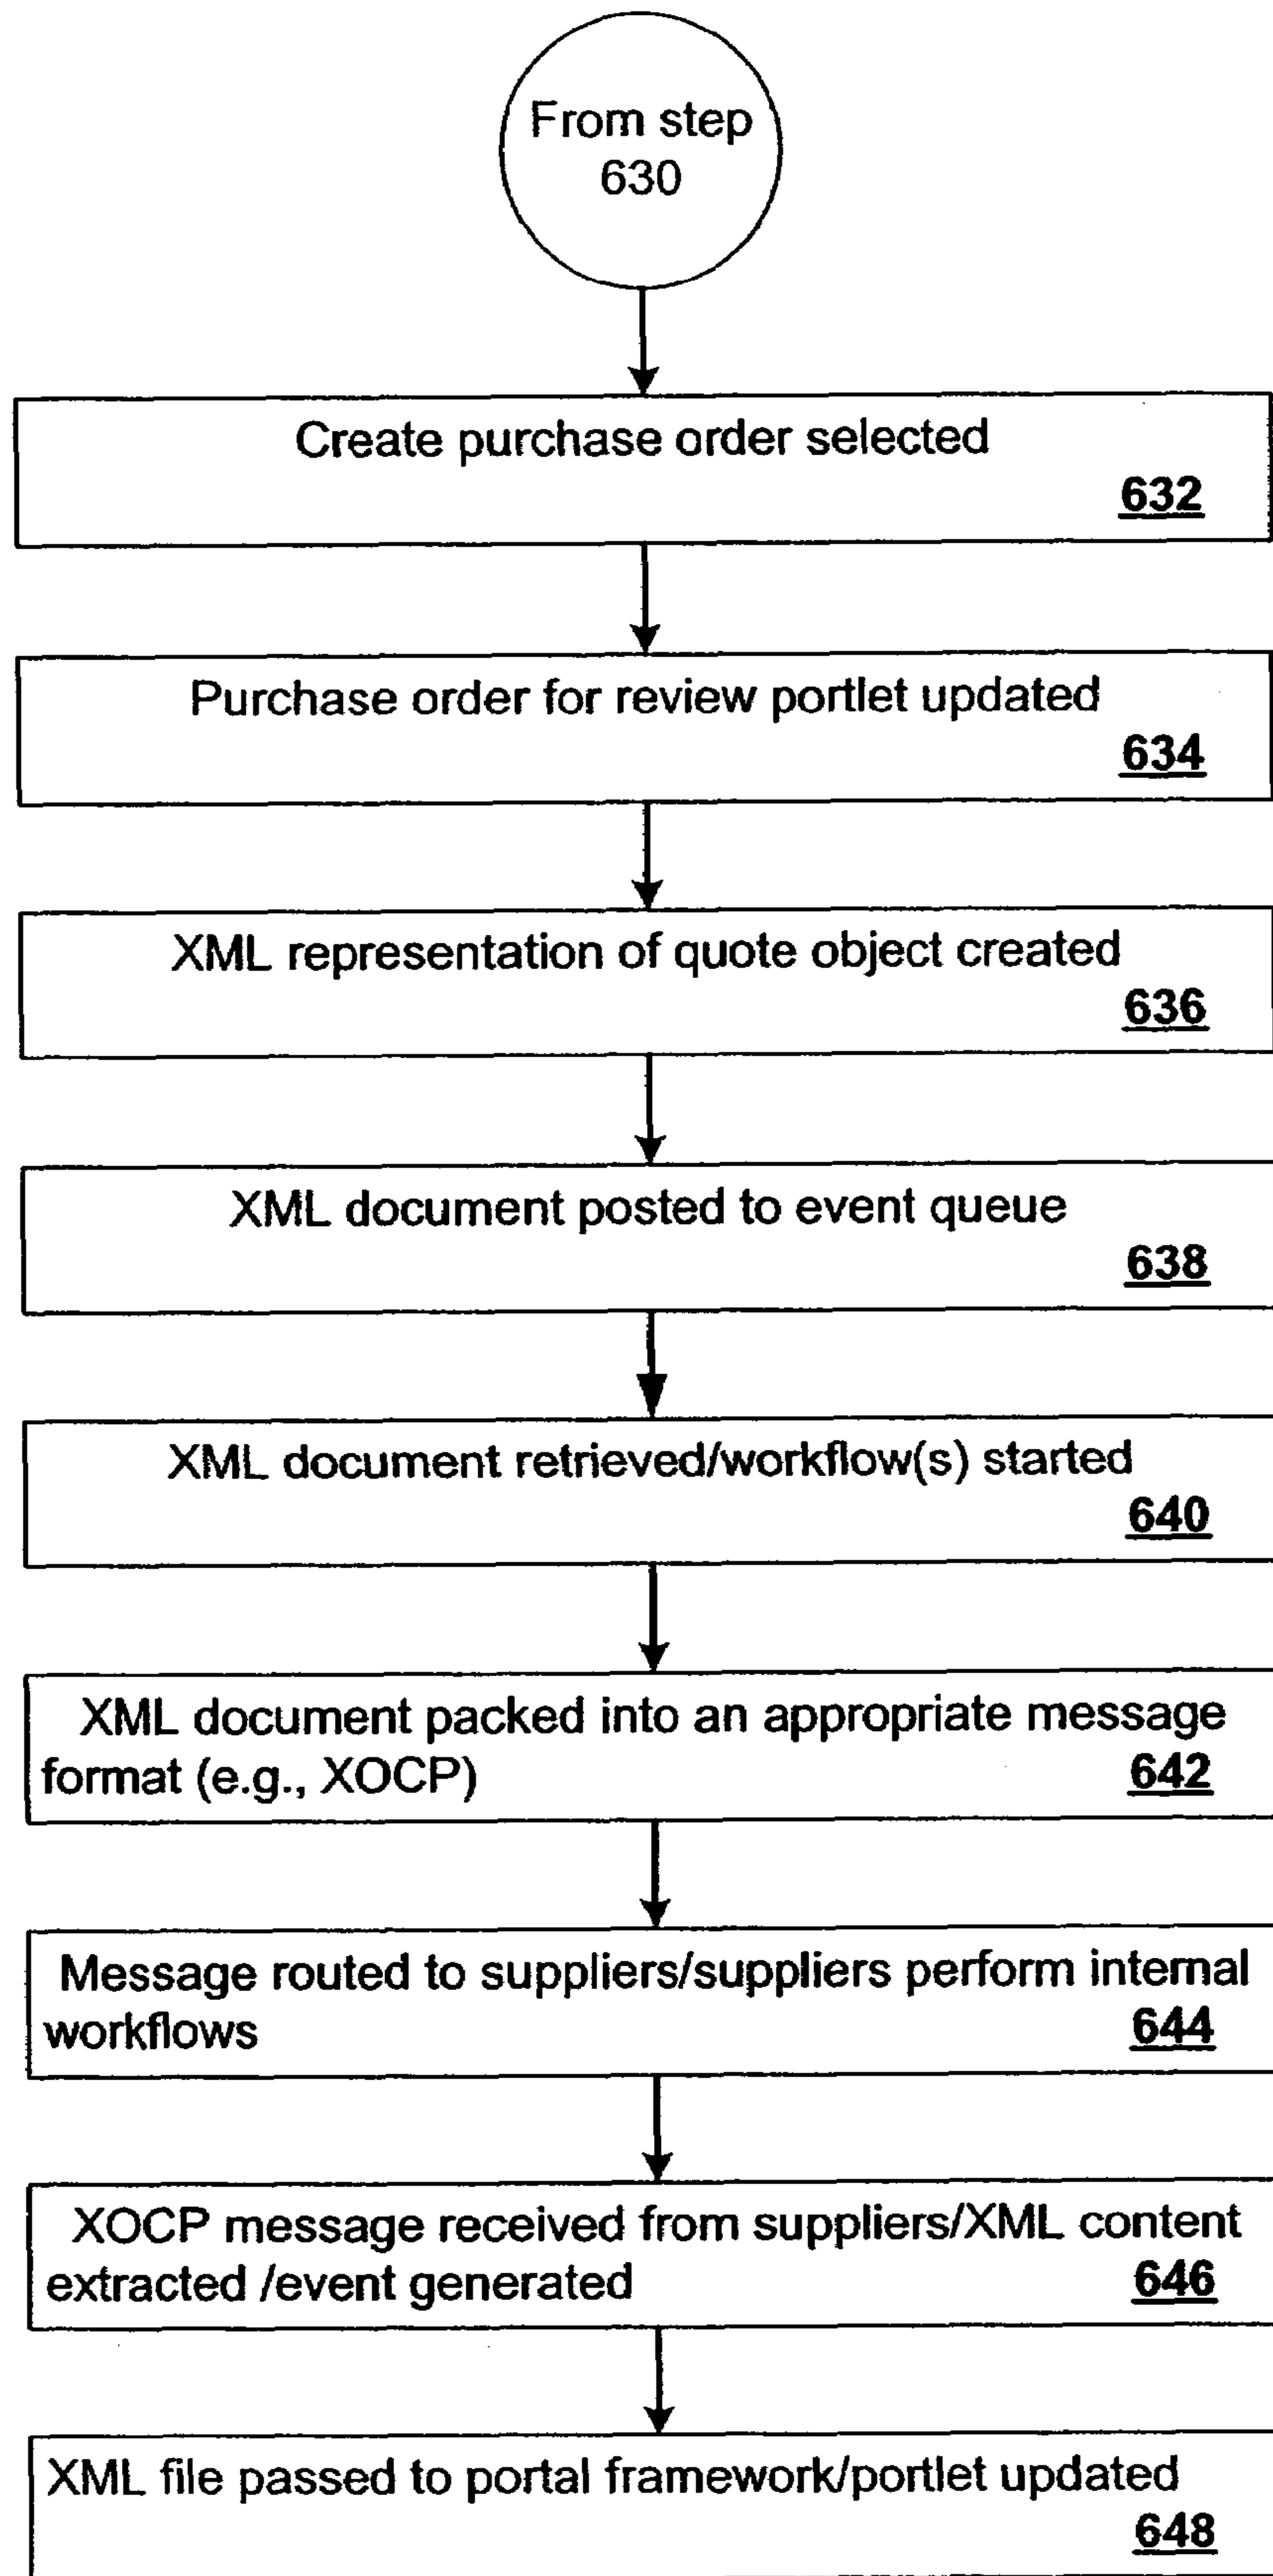 From step
630
Create purchase order selected
632
Purchase order for review portlet updated
634
XML representation of quote object created
636
XML document posted to event queue
638
XML document retrieved/workflow(s) started
640
XML document packed into an appropriate message
format (e.g., XOCP)
642
Message routed to suppliers/suppliers perform internal
workflows
644
XOCP message received from suppliers/XML content
extracted /event generated
646
XML file passed to portal framework/portlet updated
648